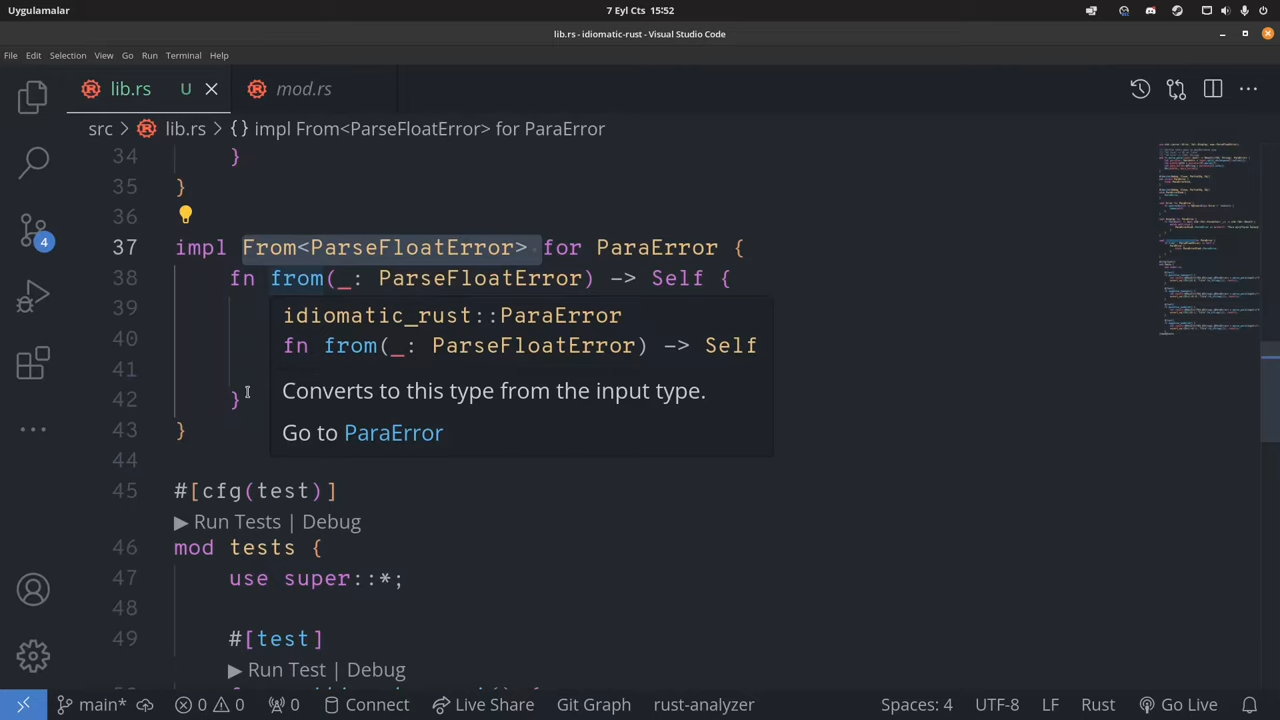 Uygulamalar
7 Eyl Cts 15:52
lib.rs - idiomatic-rust - Visual Studio Code
File Edit Selection View Go Run Terminal Help
lib.rs U
mod.rs
src > lib.rs > {} impl From<ParseFloatError> for ParaError
34 }
35 }
36
37 impl From<ParseFloatError> for ParaError {
38 fn from(_: ParseFloatError) -> Self {
39
idiomatic_rust::ParaError
40
fn from(_: ParseFloatError) -> Self
41
Converts to this type from the input type.
42 }
Go to ParaError
43 }
44
45 #[cfg(test)]
▶ Run Tests | Debug
46 mod tests {
47 use super::*;
48
49 #[test]
▶ Run Test | Debug
4
main* 0 0 0 Connect Live Share Git Graph rust-analyzer Spaces: 4 UTF-8 LF Rust Go Live